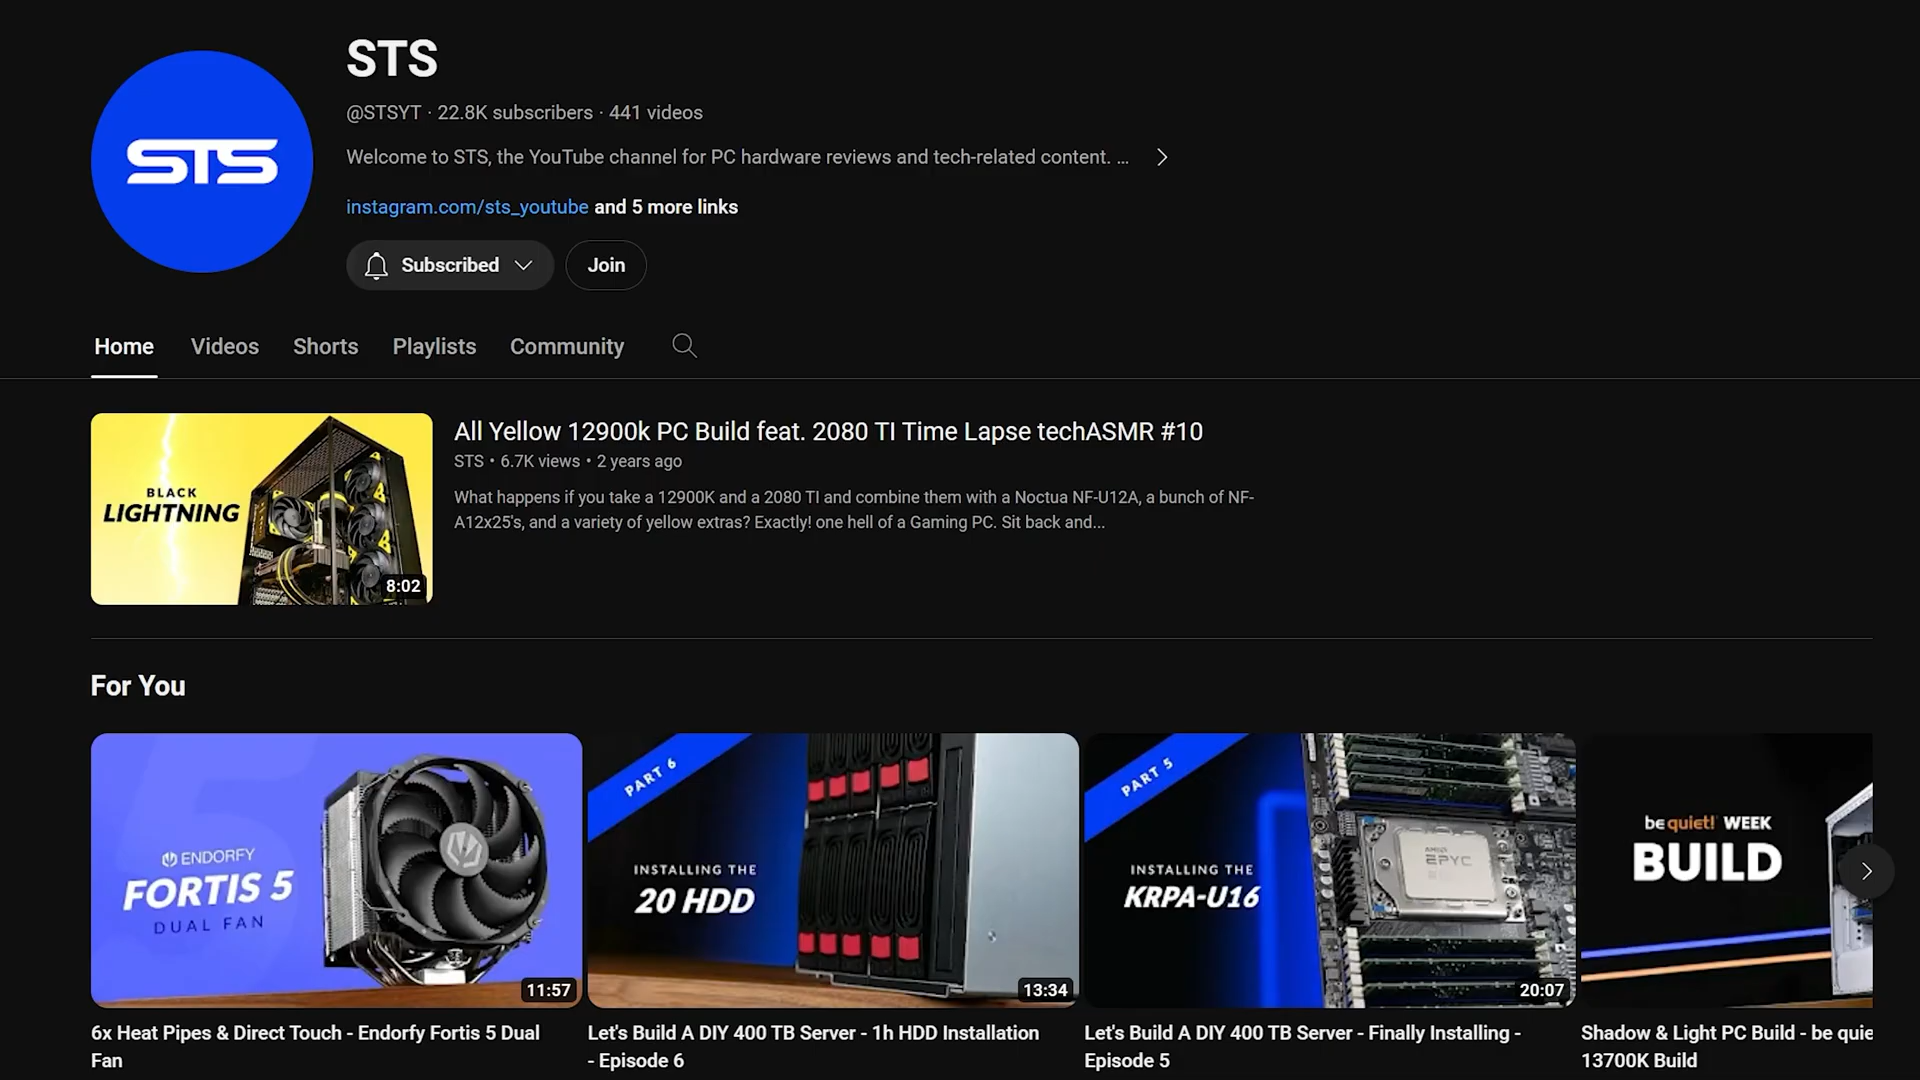 STS
STS
@STSYT · 22.8K subscribers · 441 videos
Welcome to STS, the YouTube channel for PC hardware reviews and tech-related content. ...
instagram.com/sts_youtube and 5 more links
Subscribed
Join
Home Videos Shorts Playlists Community
BLACK
LIGHTNING
8:02
All Yellow 12900k PC Build feat. 2080 TI Time Lapse techASMR #10
STS • 6.7K views • 2 years ago
What happens if you take a 12900K and a 2080 TI and combine them with a Noctua NF-U12A, a bunch of NF-
A12x25's, and a variety of yellow extras? Exactly! one hell of a Gaming PC. Sit back and...
For You
ENDORFY
FORTIS 5
DUAL FAN
11:57
6x Heat Pipes & Direct Touch - Endorfy Fortis 5 Dual
Fan
PART 6
INSTALLING THE
20 HDD
13:34
Let's Build A DIY 400 TB Server - 1h HDD Installation
- Episode 6
PART 5
INSTALLING THE
KRPA-U16
AMD
EPYC
20:07
Let's Build A DIY 400 TB Server - Finally Installing -
Episode 5
be quiet! WEEK
BUILD
Shadow & Light PC Build - be quie
13700K Build